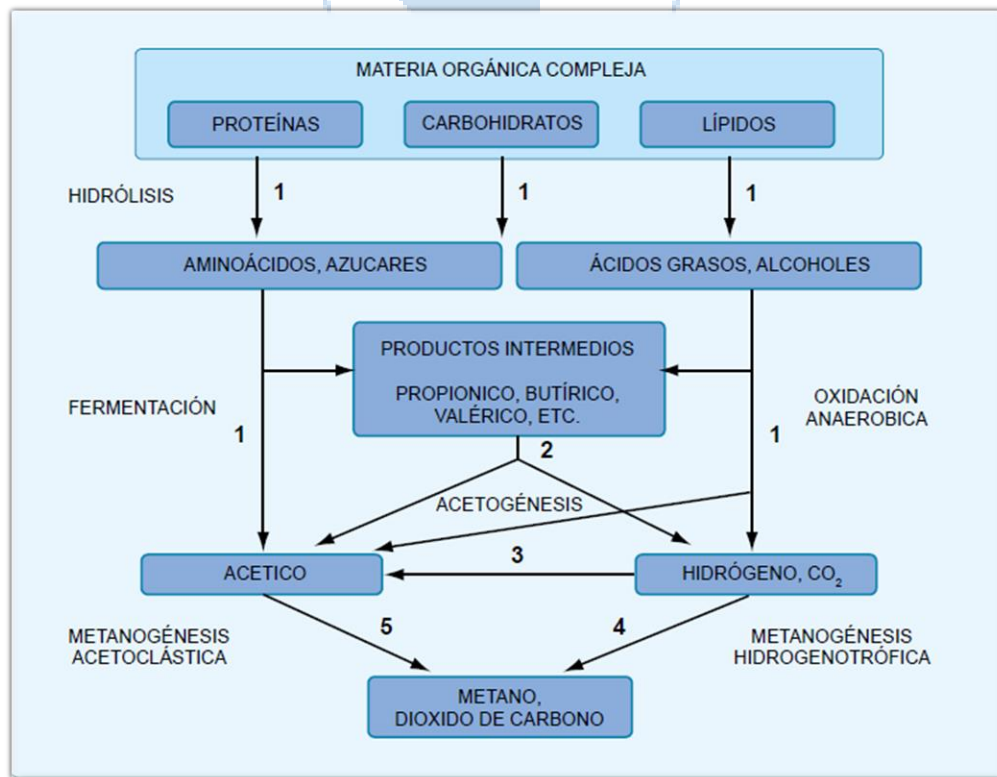 MATERIA ORGÁNICA COMPLEJA
PROTEÍNAS
CARBOHIDRATOS
LÍPIDOS
HIDRÓLISIS
1
1
1
AMINOÁCIDOS, AZUCARES
ÁCIDOS GRASOS, ALCOHOLES
PRODUCTOS INTERMEDIOS
PROPIONICO, BUTÍRICO,
VALÉRICO, ETC.
FERMENTACIÓN
1
OXIDACIÓN
ANAEROBICA
1
2
ACETOGÉNESIS
ACETICO
3
HIDRÓGENO, CO₂
METANOGÉNESIS
ACETOCLÁSTICA
5
4
METANOGÉNESIS
HIDROGENOTRÓFICA
METANO,
DIOXIDO DE CARBONO